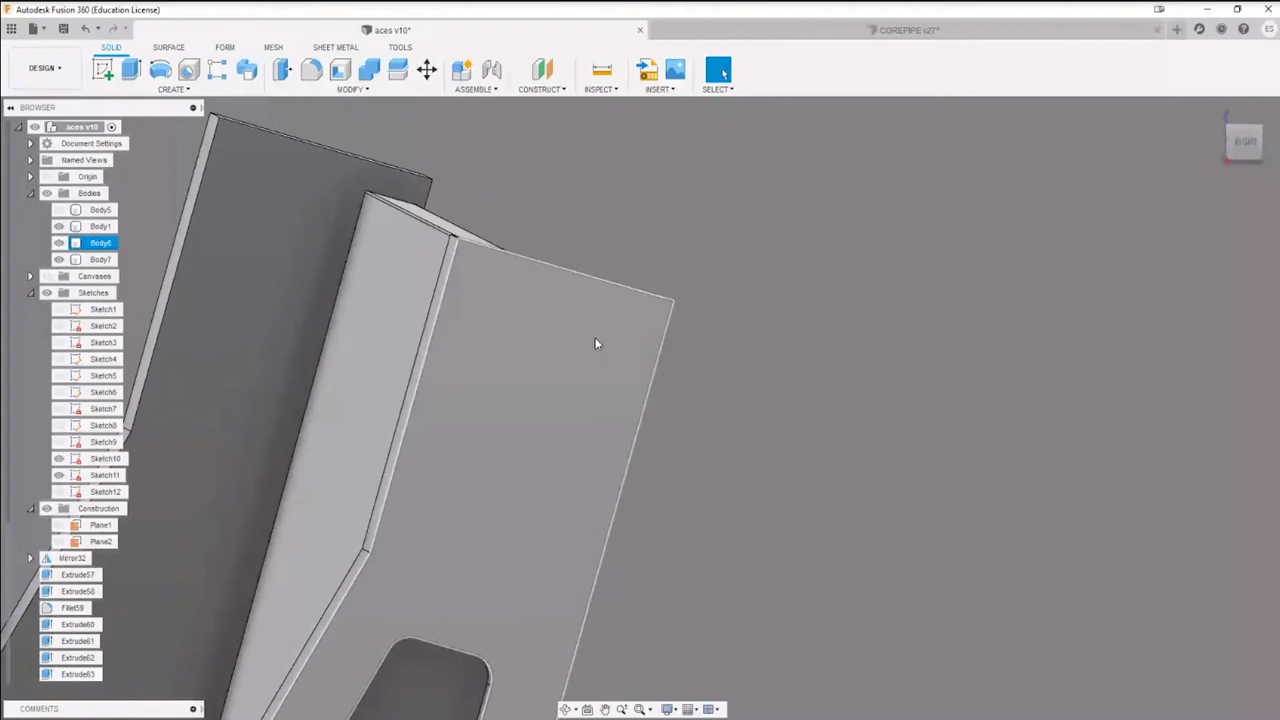 Autodesk Fusion 360 (Education License)
aces v10*
COREPIPE v27*
ES
SOLID
SURFACE
FORM
MESH
SHEET METAL
TOOLS
DESIGN
CREATE
MODIFY
ASSEMBLE
CONSTRUCT
INSPECT
INSERT
SELECT
BROWSER
aces v10
Document Settings
Named Views
Origin
Bodies
Body5
Body1
Body6
Body7
Canvases
Sketches
Sketch1
Sketch2
Sketch3
Sketch4
Sketch5
Sketch6
Sketch7
Sketch8
Sketch9
Sketch10
Sketch11
Sketch12
Construction
Plane1
Plane2
Mirror32
Extrude57
Extrude58
Fillet59
Extrude60
Extrude61
Extrude62
Extrude63
COMMENTS
RIGHT